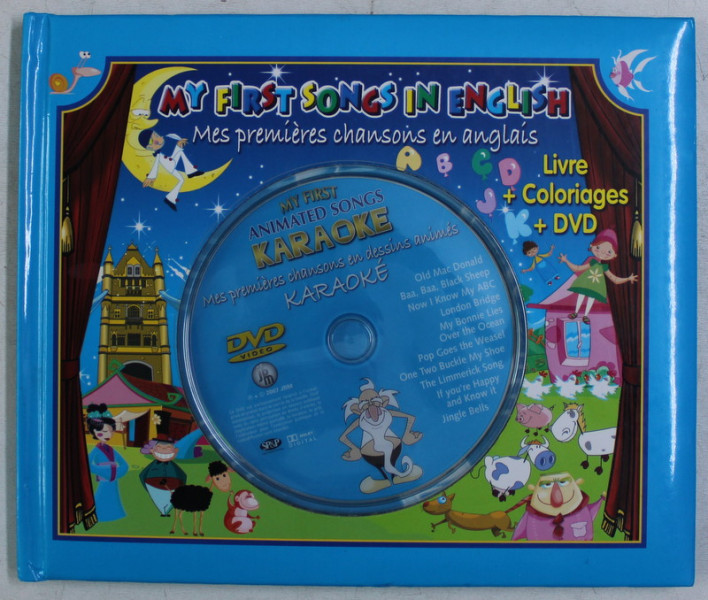 MY FIRST SONGS IN ENGLISH
Mes premières chansons en anglais
A B C D
J K
Livre
+ Coloriages
+ DVD
MY FIRST
ANIMATED SONGS
KARAOKE
Mes premières chansons en dessins animés
KARAOKÉ
Old Mac Donald
Baa, Baa, Black Sheep
Now I Know My ABC
London Bridge
My Bonnie Lies
Over the Ocean
Pop Goes the Weasel
One Two Buckle My Shoe
The Limmerick Song
If you're Happy
and Know it
Jingle Bells
DVD
VIDEO